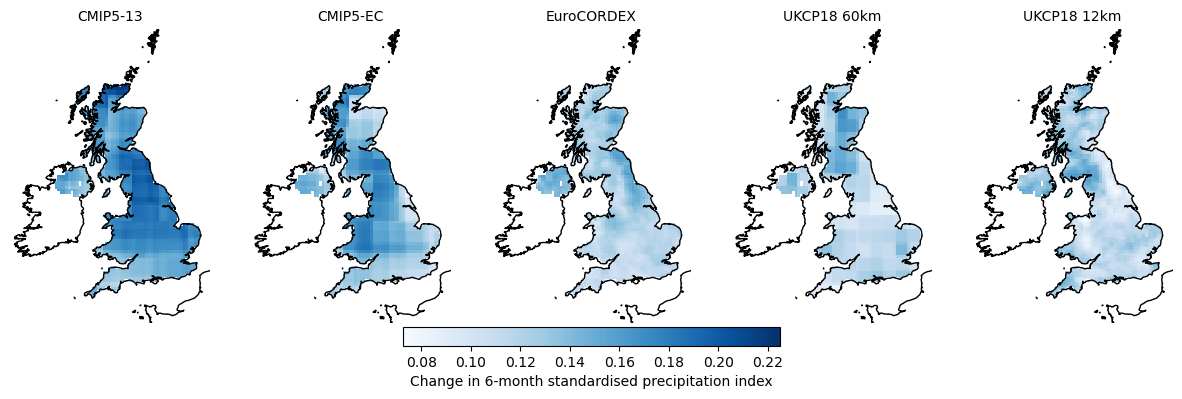 CMIP5-13 CMIP5-EC EuroCORDEX UKCP18 60km UKCP18 12km
0.08 0.10 0.12 0.14 0.16 0.18 0.20 0.22
Change in 6-month standardised precipitation index